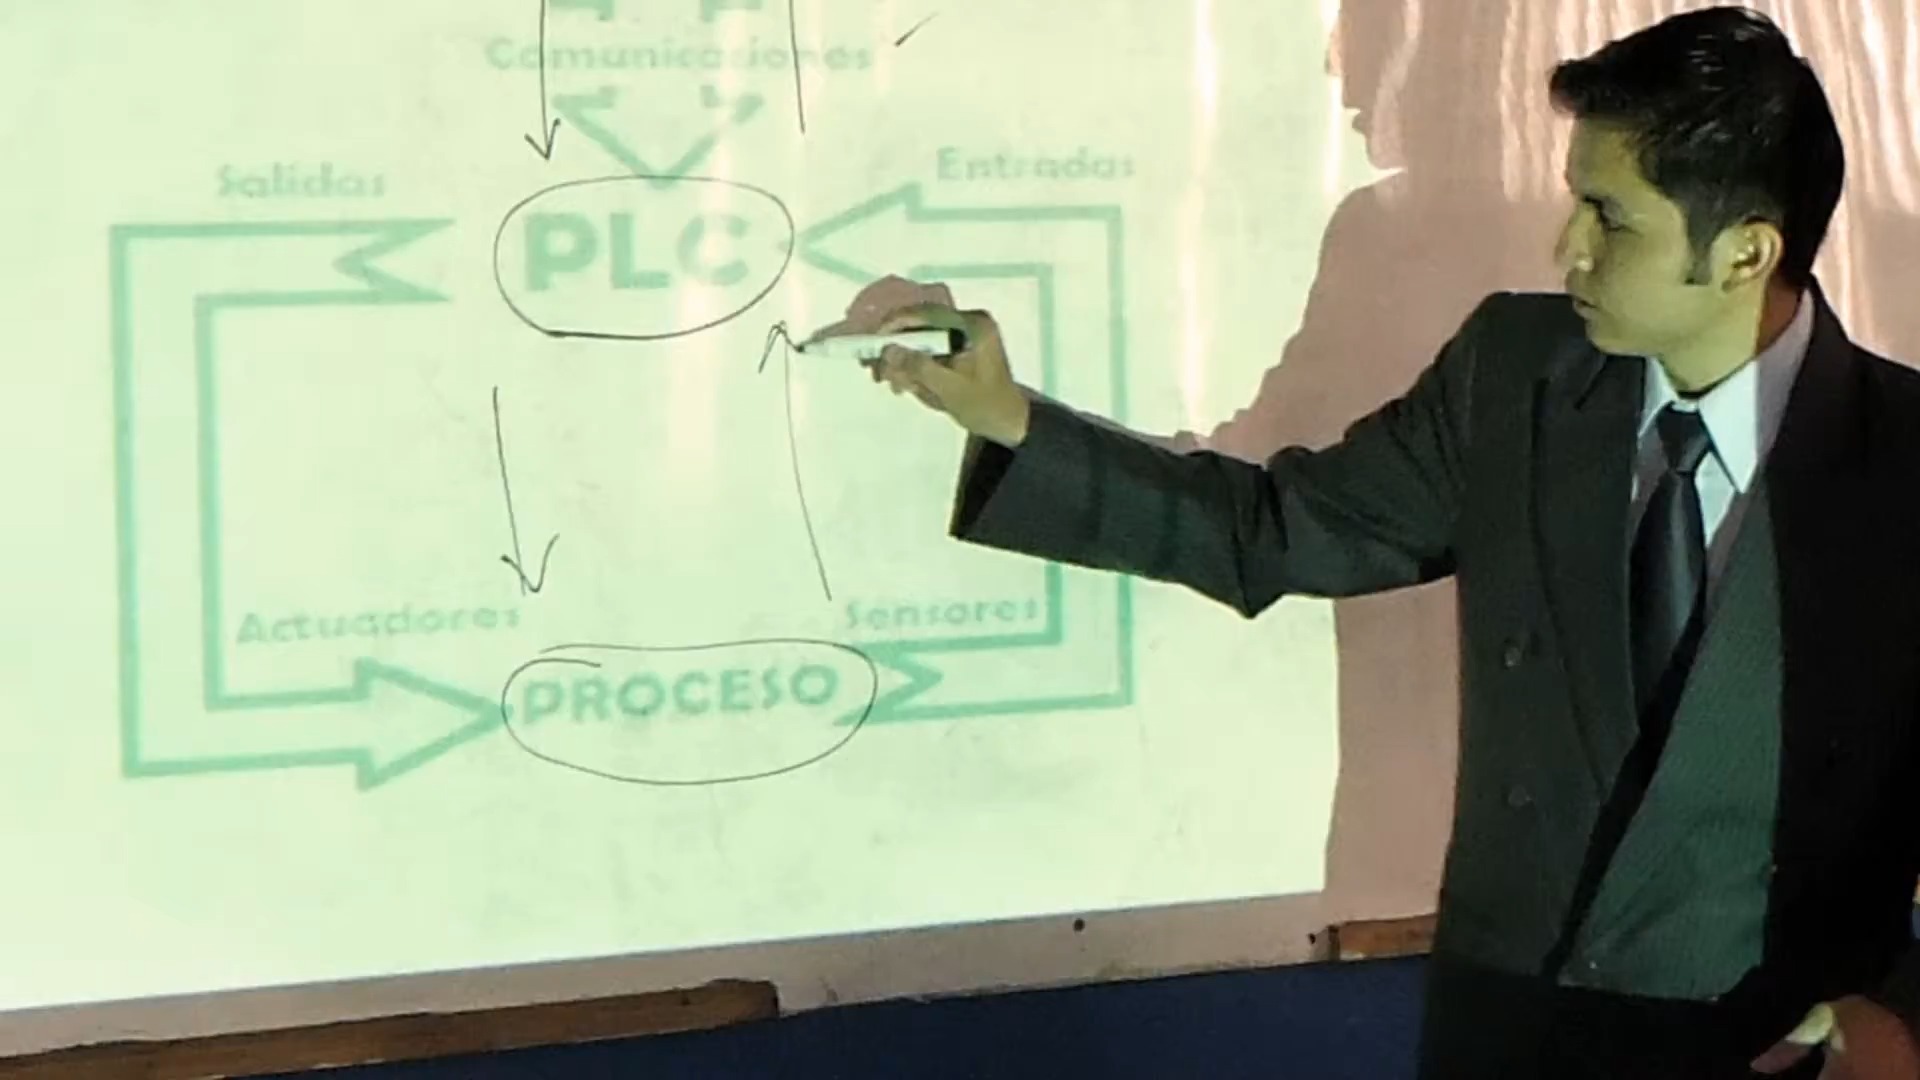 Comunicaciones
Salidas
Entradas
PLC
Actuadores
Sensores
PROCESO